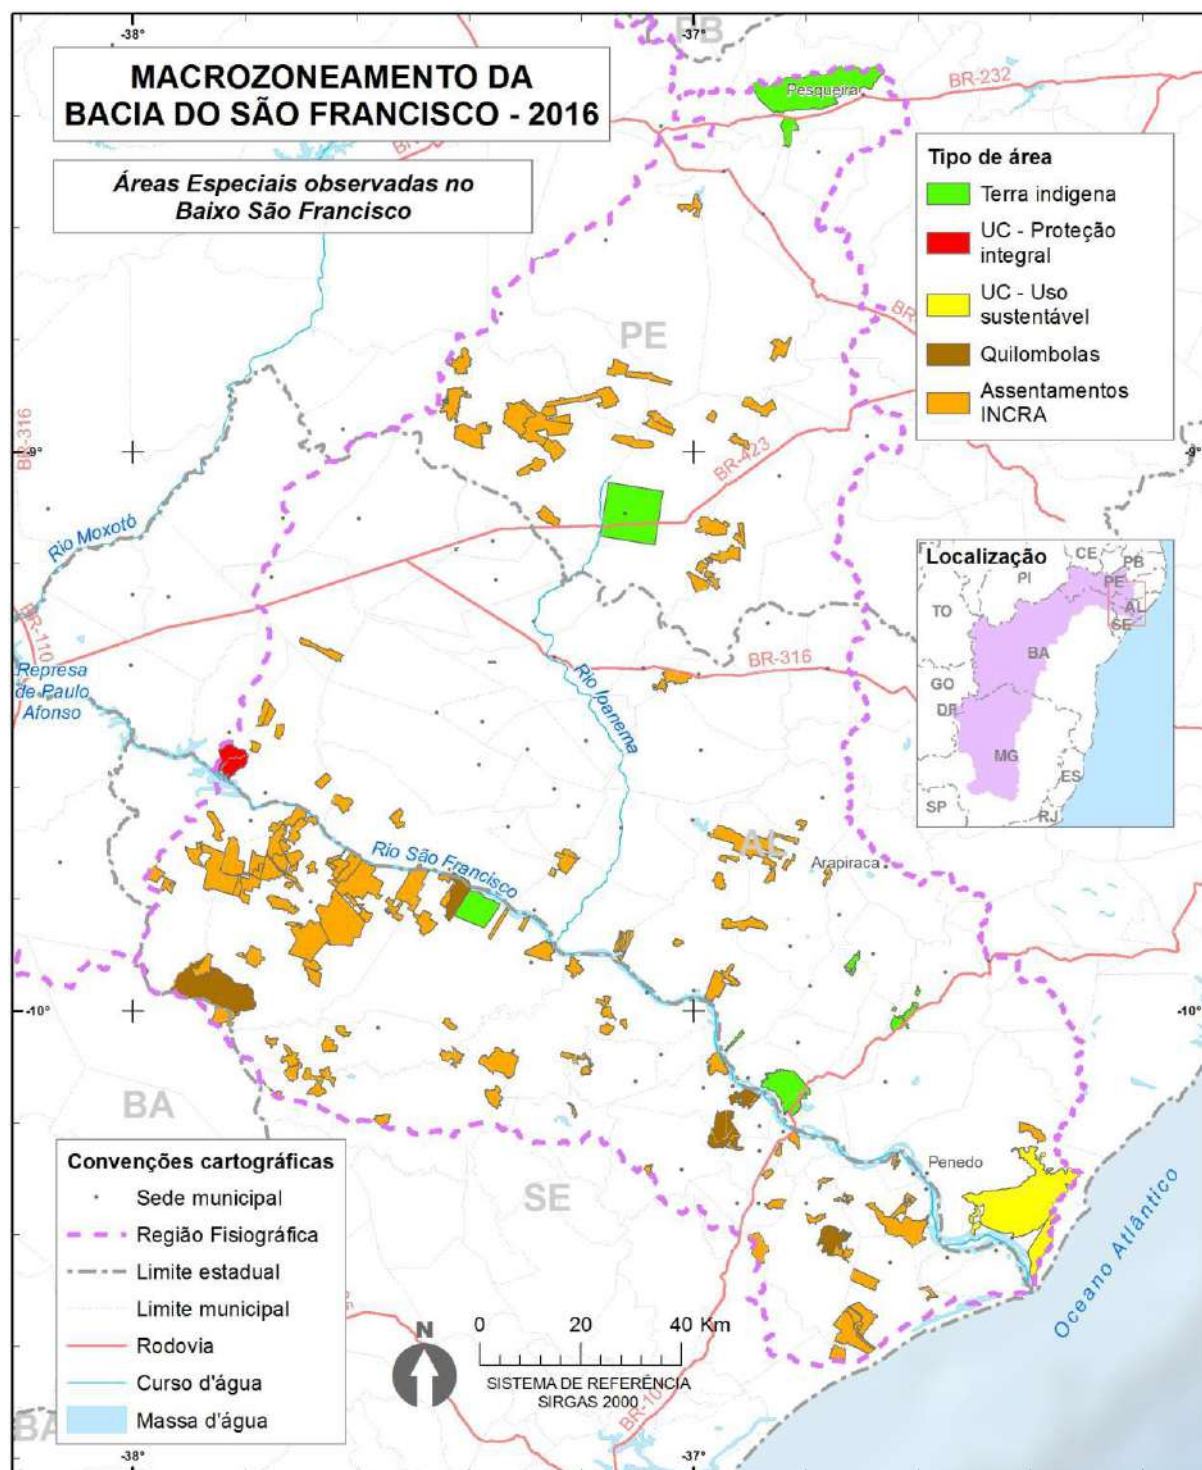 -38°
-37°
PB
MACROZONEAMENTO DA
BACIA DO SÃO FRANCISCO - 2016
Áreas Especiais observadas no
Baixo São Francisco
Pesqueira
BR-232
Tipo de área
Terra indigena
UC - Proteção
integral
UC - Uso
sustentável
Quilombolas
Assentamentos
INCRA
PE
BR-316
-9°
-9°
BR-423
Rio Moxotó
BR-110
Represa
de Paulo
Afonso
Rio Ioanema
BR-316
Localização
CE
PB
PI
PE
TO
AL
SE
BA
GO
DF
MG
ES
SP
RJ
AL
Arapiraca
Rio São Francisco
-10°
-10°
BA
SE
Penedo
Oceano Atlântico
Convenções cartográficas
Sede municipal
Região Fisiográfica
Limite estadual
Limite municipal
Rodovia
Curso d'água
Massa d'água
N
0 20 40 Km
SISTEMA DE REFERÊNCIA
SIRGAS 2000
BA
-38°
-37°